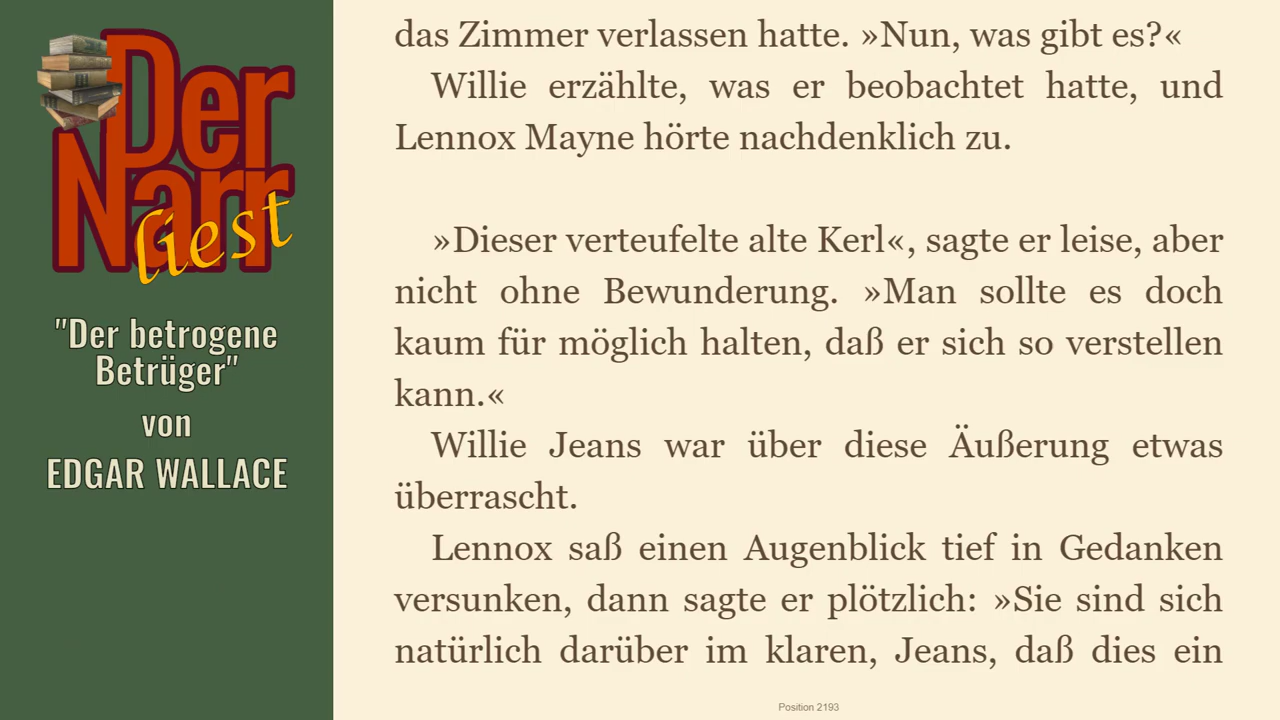 Der
Narr
liest
"Der betrogene
Betrüger"
von
EDGAR WALLACE
das Zimmer verlassen hatte. »Nun, was gibt es?«
Willie erzählte, was er beobachtet hatte, und
Lennox Mayne hörte nachdenklich zu.
»Dieser verteufelte alte Kerl«, sagte er leise, aber
nicht ohne Bewunderung. »Man sollte es doch
kaum für möglich halten, daß er sich so verstellen
kann.«
Willie Jeans war über diese Äußerung etwas
überrascht.
Lennox saß einen Augenblick tief in Gedanken
versunken, dann sagte er plötzlich: »Sie sind sich
natürlich darüber im klaren, Jeans, daß dies ein
Position 2193